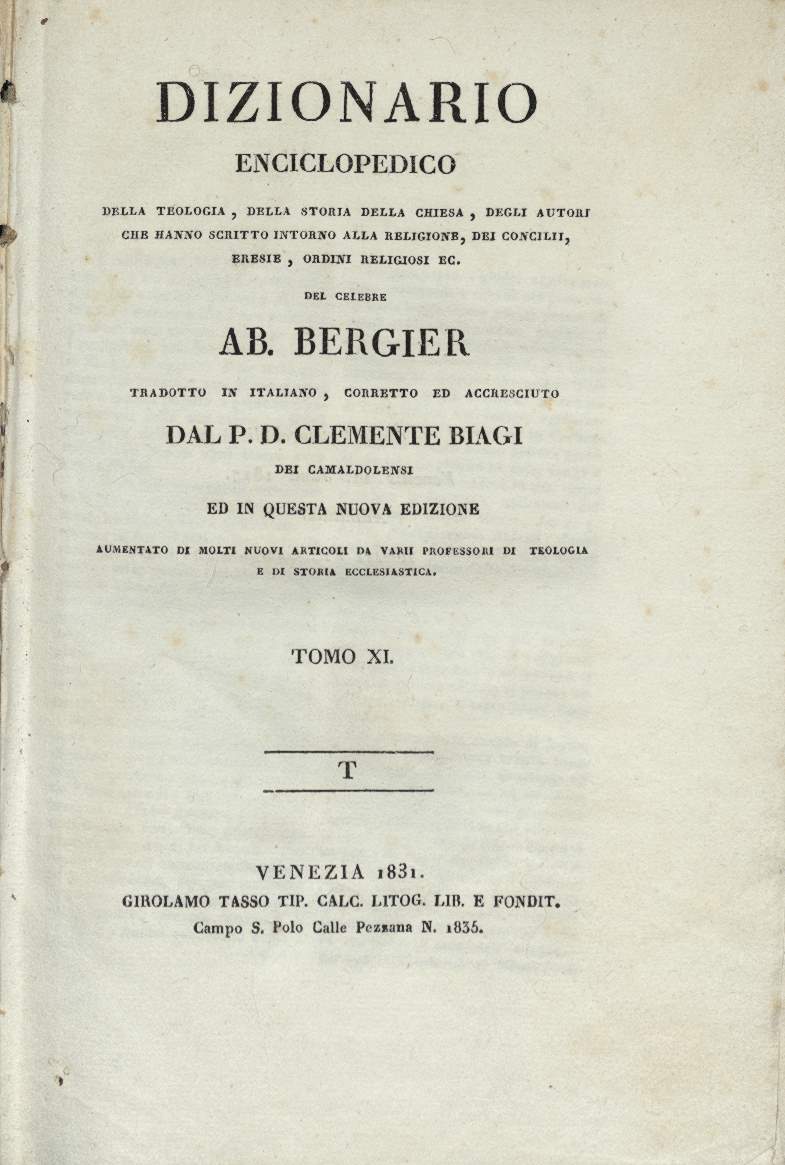 DIZIONARIO
ENCICLOPEDICO
DELLA TEOLOGIA , DELLA STORIA DELLA CHIESA , DEGLI AUTORI
CHE HANNO SCRITTO INTORNO ALLA RELIGIONE, DEI CONCILII,
ERESIE , ORDINI RELIGIOSI EC.
DEL CELEBRE
AB. BERGIER
TRADOTTO IN ITALIANO , CORRETTO ED ACCRESCIUTO
DAL P. D. CLEMENTE BIAGI
DEI CAMALDOLENSI
ED IN QUESTA NUOVA EDIZIONE
AUMENTATO DI MOLTI NUOVI ARTICOLI DA VARII PROFESSORI DI TEOLOGIA
E DI STORIA ECCLESIASTICA.
TOMO XI.
T
VENEZIA 1831.
GIROLAMO TASSO TIP. CALC. LITOG. LIB. E FONDIT.
Campo S. Polo Calle Pezzana N. 1835.